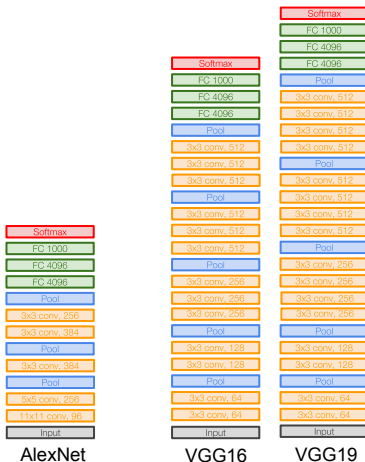 Softmax
FC 1000
FC 4096
FC 4096
Pool
3x3 conv, 256
3x3 conv, 384
Pool
3x3 conv, 384
Pool
5x5 conv, 256
11x11 conv, 96
Input
AlexNet
Softmax
FC 1000
FC 4096
FC 4096
Pool
3x3 conv, 512
3x3 conv, 512
3x3 conv, 512
Pool
3x3 conv, 512
3x3 conv, 512
3x3 conv, 512
Pool
3x3 conv, 256
3x3 conv, 256
3x3 conv, 256
Pool
3x3 conv, 128
3x3 conv, 128
Pool
3x3 conv, 64
3x3 conv, 64
Input
VGG16
Softmax
FC 1000
FC 4096
FC 4096
Pool
3x3 conv, 512
3x3 conv, 512
3x3 conv, 512
3x3 conv, 512
Pool
3x3 conv, 512
3x3 conv, 512
3x3 conv, 512
3x3 conv, 512
Pool
3x3 conv, 256
3x3 conv, 256
3x3 conv, 256
3x3 conv, 256
Pool
3x3 conv, 128
3x3 conv, 128
Pool
3x3 conv, 64
3x3 conv, 64
Input
VGG19